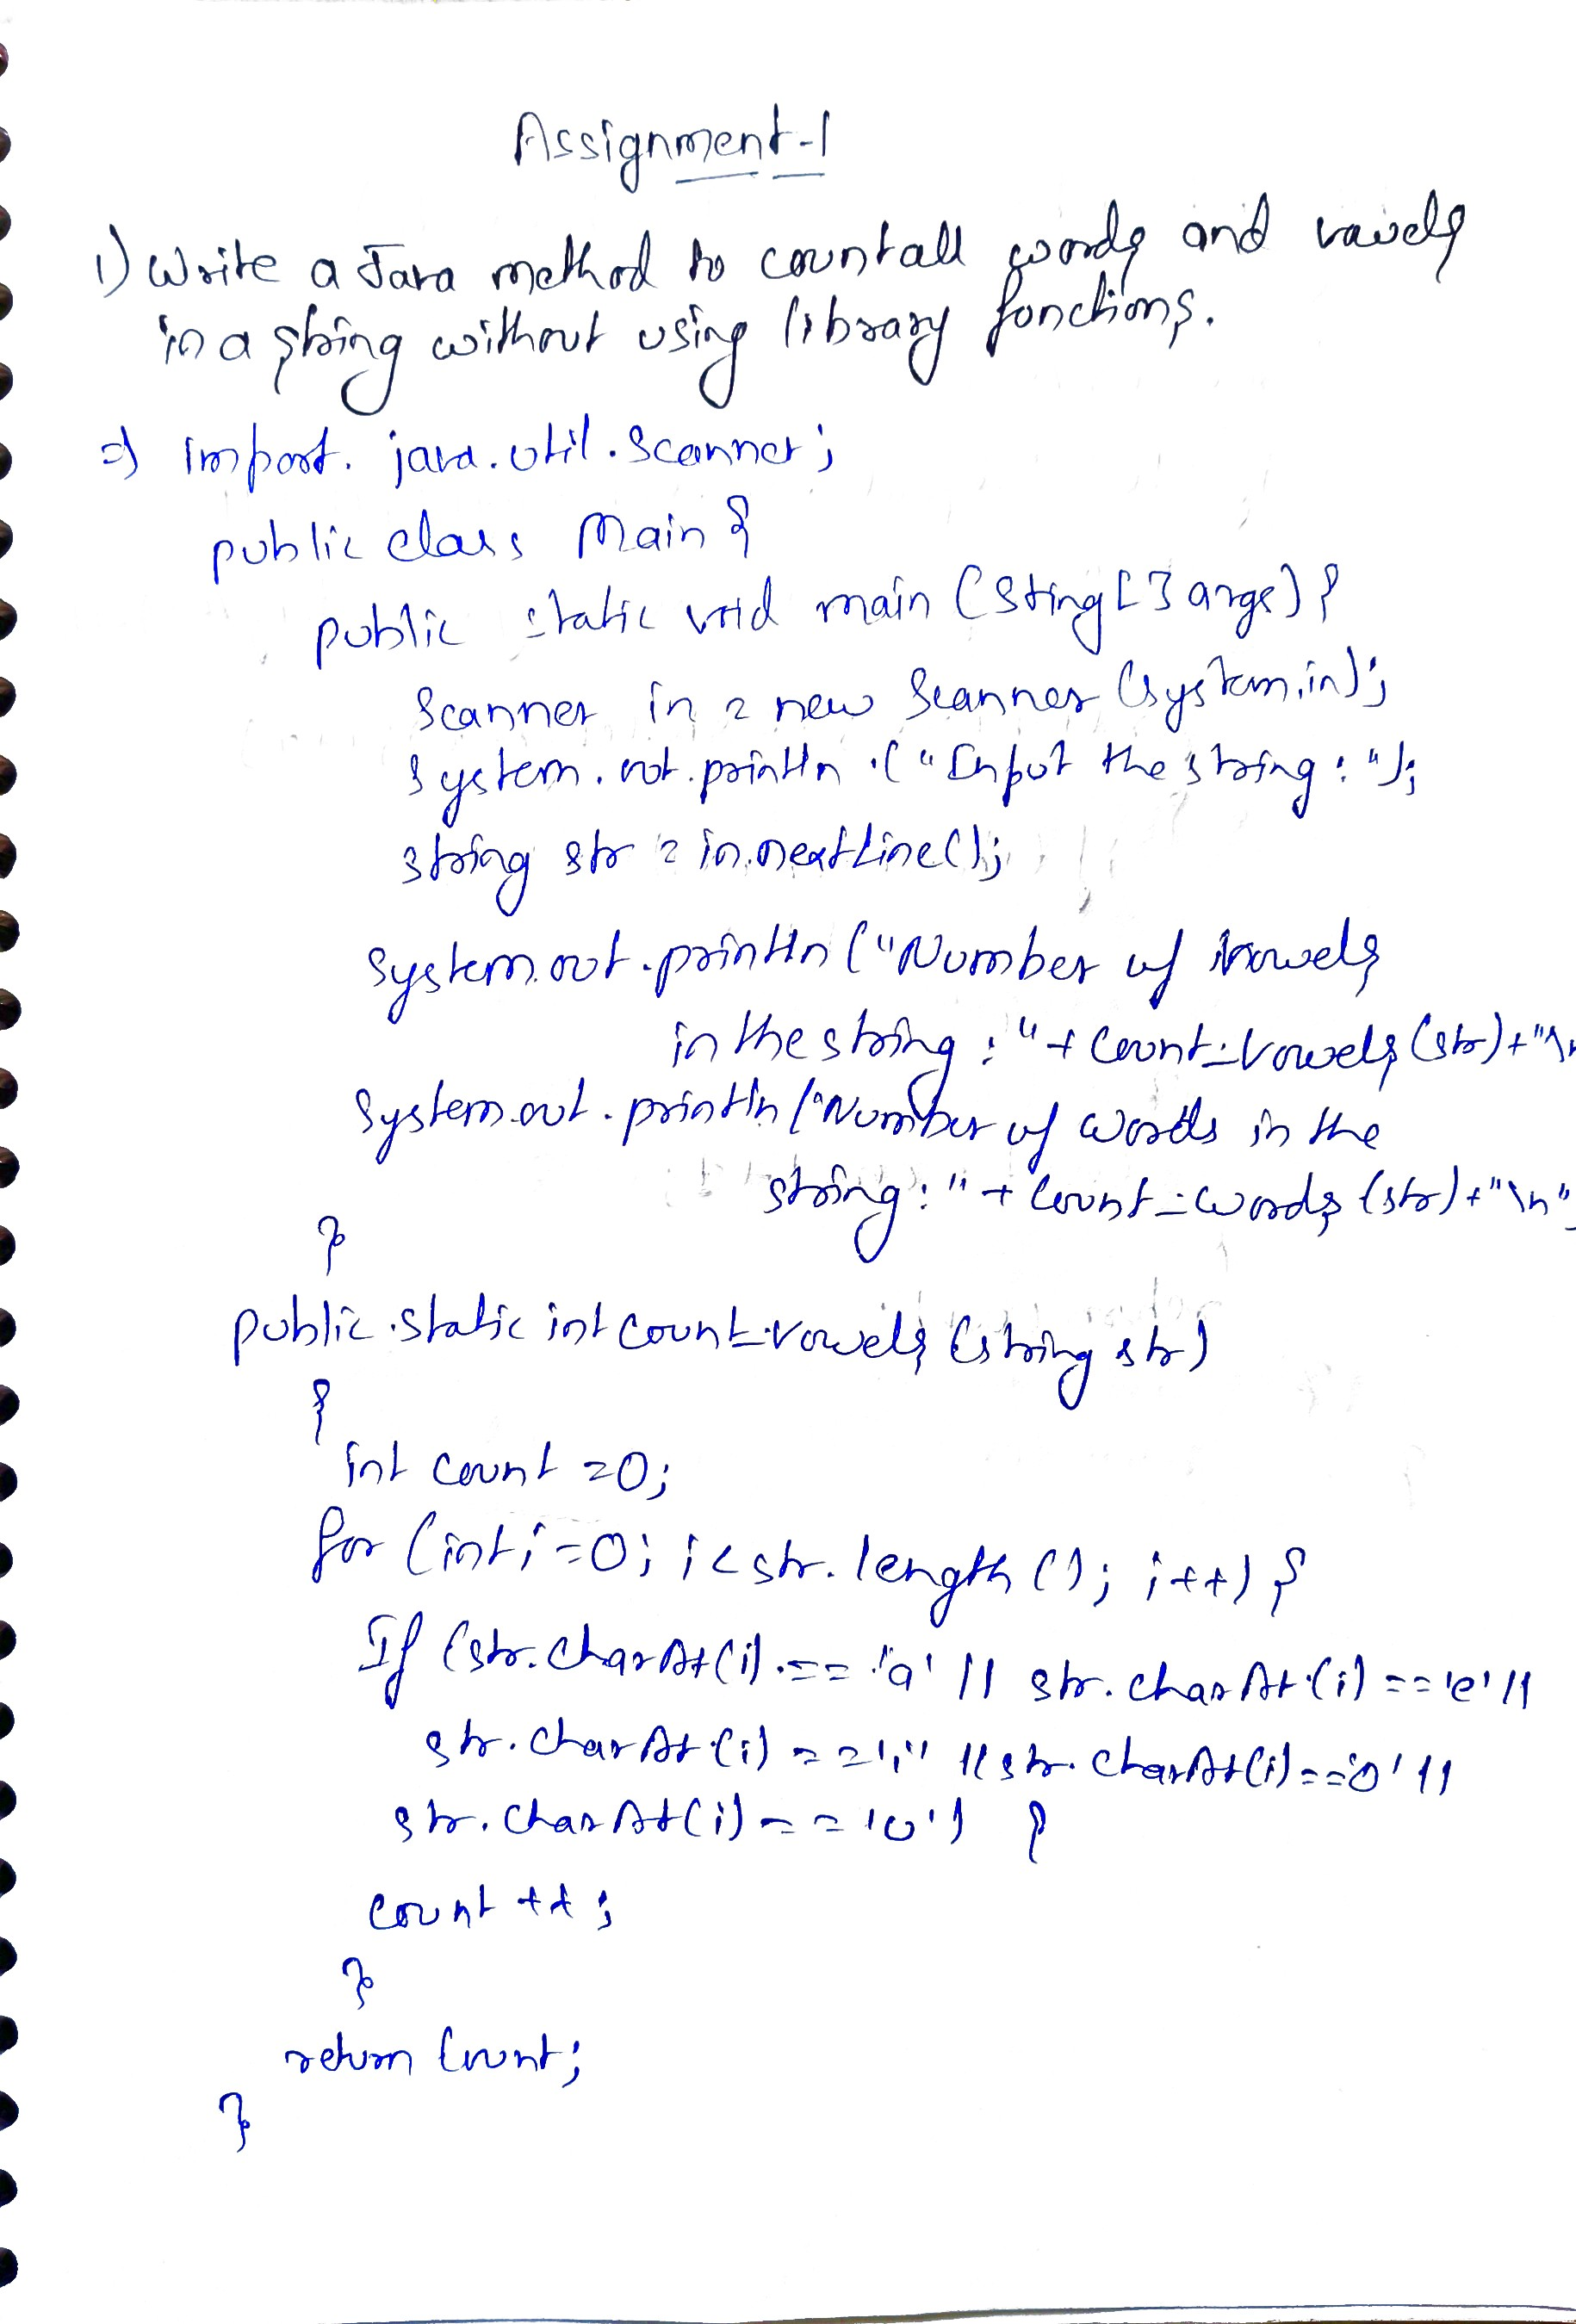 Assignment-1
1) Write a Java method to count all words and vawels
in a string without using library functions.
=> import. java.util.Scanner;
public class Main {
public static void main (Sting [] args) {
Scanner in = new Scanner (System.in);
System.out.println.("Input the string : ");
string str = in.nextLine();
System.out.println ("Number of vowels
in the string : " + Count_Vowels (str) + "\n
System.out.println ("Number of words in the
string : " + Count_words (str) + "\n"
}
public static int Count_vowels (string str)
{
int count =0;
for (int i =0; i < str.length (); i++) {
If (str.charAt(i) == 'a' || str.charAt(i) == 'e' ||
str.charAt(i) == 'i' || str.charAt(i) == 'o' ||
str.charAt(i) == 'u') {
Count ++;
}
return Count;
}